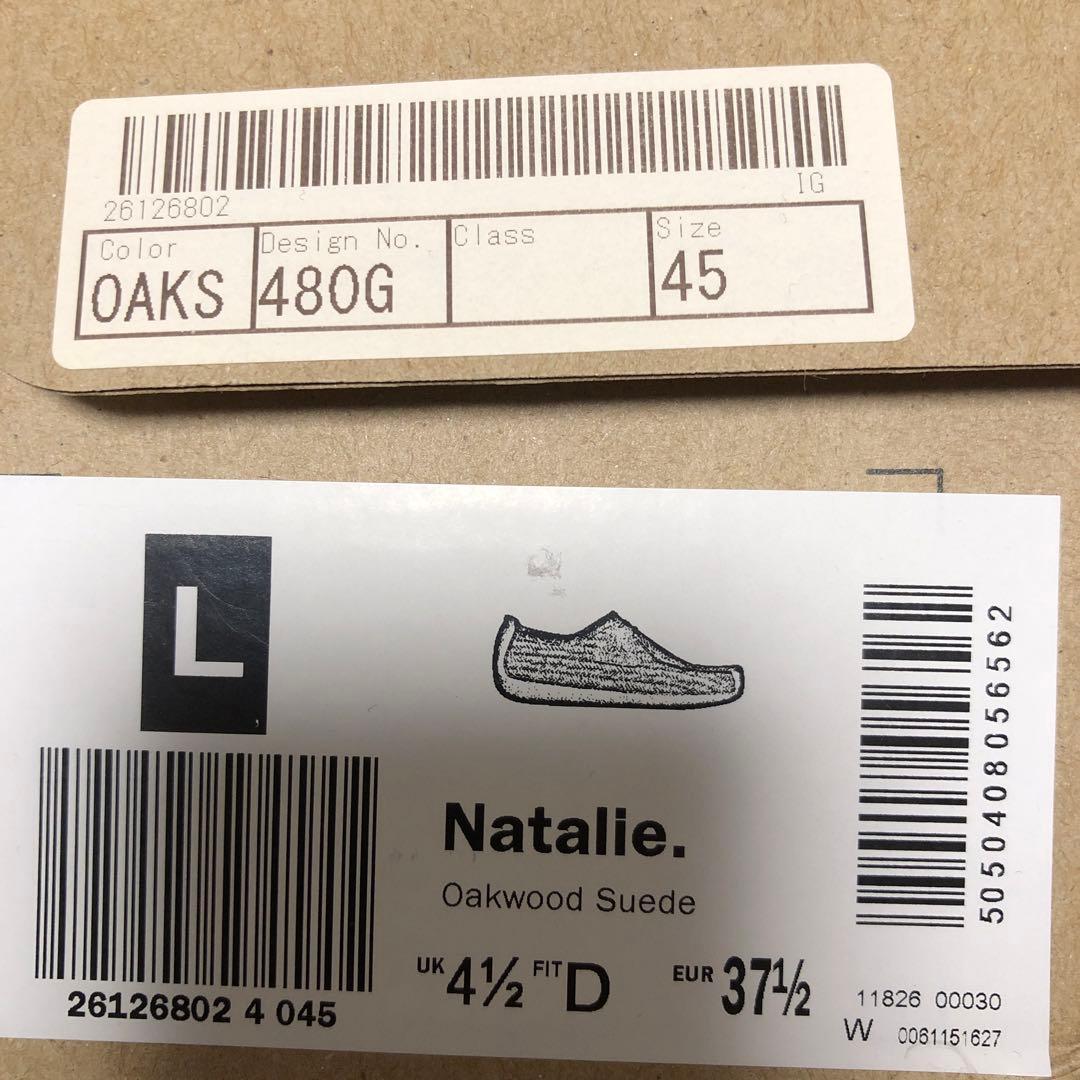 26126802
IG
Color Design No. Class Size
OAKS 480G 45
L
Natalie.
Oakwood Suede
UK 4½ FIT D EUR 37½
26126802 4 045
5050408056562
11826 00030
W 0061151627